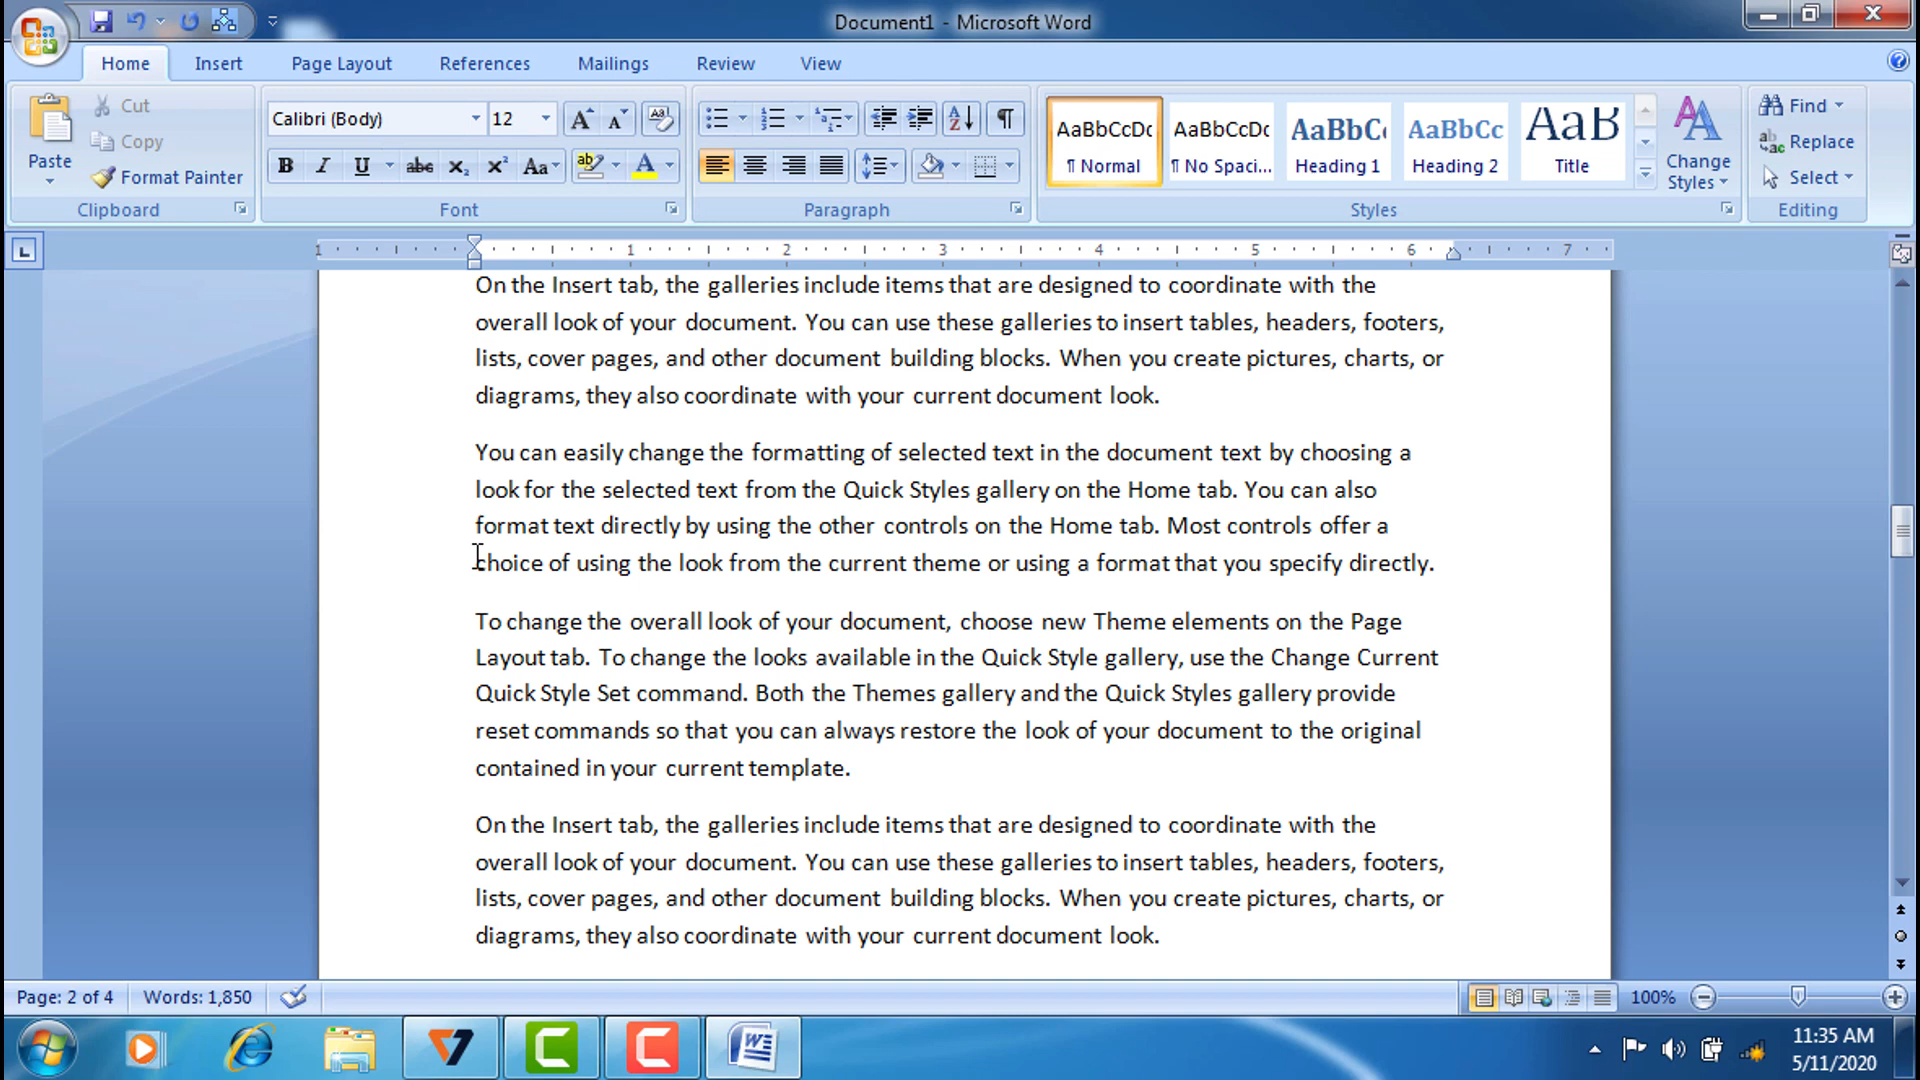 Document1 - Microsoft Word
Home Insert Page Layout References Mailings Review View
Paste
Cut
Copy
Format Painter
Clipboard
Calibri (Body) 12
B I U abc X₂ X² Aa A
Font
Paragraph
AaBbCcDc AaBbCcDc AaBbC AaBbCc AaB
¶ Normal ¶ No Spaci... Heading 1 Heading 2 Title
Change
Styles
Styles
Find
Replace
Select
Editing
1 1 2 3 4 5 6 7
On the Insert tab, the galleries include items that are designed to coordinate with the
overall look of your document. You can use these galleries to insert tables, headers, footers,
lists, cover pages, and other document building blocks. When you create pictures, charts, or
diagrams, they also coordinate with your current document look.
You can easily change the formatting of selected text in the document text by choosing a
look for the selected text from the Quick Styles gallery on the Home tab. You can also
format text directly by using the other controls on the Home tab. Most controls offer a
choice of using the look from the current theme or using a format that you specify directly.
To change the overall look of your document, choose new Theme elements on the Page
Layout tab. To change the looks available in the Quick Style gallery, use the Change Current
Quick Style Set command. Both the Themes gallery and the Quick Styles gallery provide
reset commands so that you can always restore the look of your document to the original
contained in your current template.
On the Insert tab, the galleries include items that are designed to coordinate with the
overall look of your document. You can use these galleries to insert tables, headers, footers,
lists, cover pages, and other document building blocks. When you create pictures, charts, or
diagrams, they also coordinate with your current document look.
Page: 2 of 4 Words: 1,850 100%
11:35 AM
5/11/2020